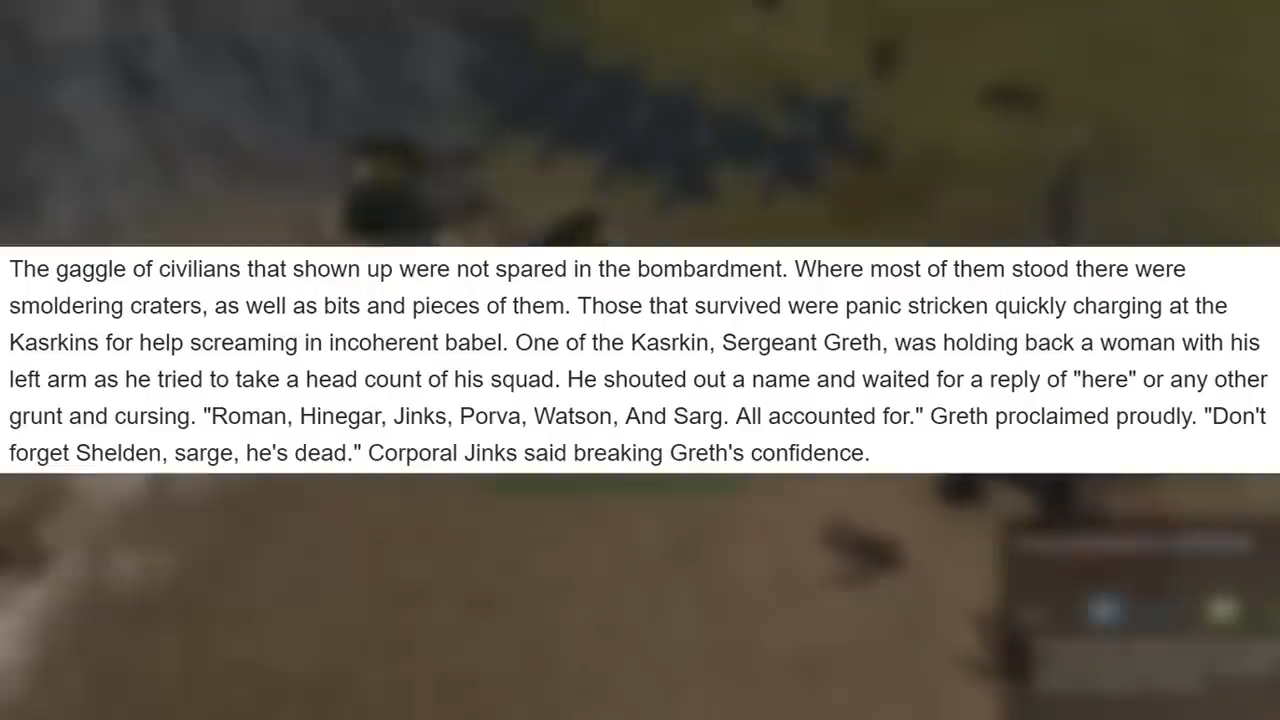 The gaggle of civilians that shown up were not spared in the bombardment. Where most of them stood there were
smoldering craters, as well as bits and pieces of them. Those that survived were panic stricken quickly charging at the
Kasrkins for help screaming in incoherent babel. One of the Kasrkin, Sergeant Greth, was holding back a woman with his
left arm as he tried to take a head count of his squad. He shouted out a name and waited for a reply of "here" or any other
grunt and cursing. "Roman, Hinegar, Jinks, Porva, Watson, And Sarg. All accounted for." Greth proclaimed proudly. "Don't
forget Shelden, sarge, he's dead." Corporal Jinks said breaking Greth's confidence.